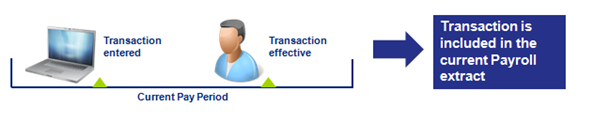 Transaction
entered
Transaction
effective
Current Pay Period
Transaction is
included in the
current Payroll
extract